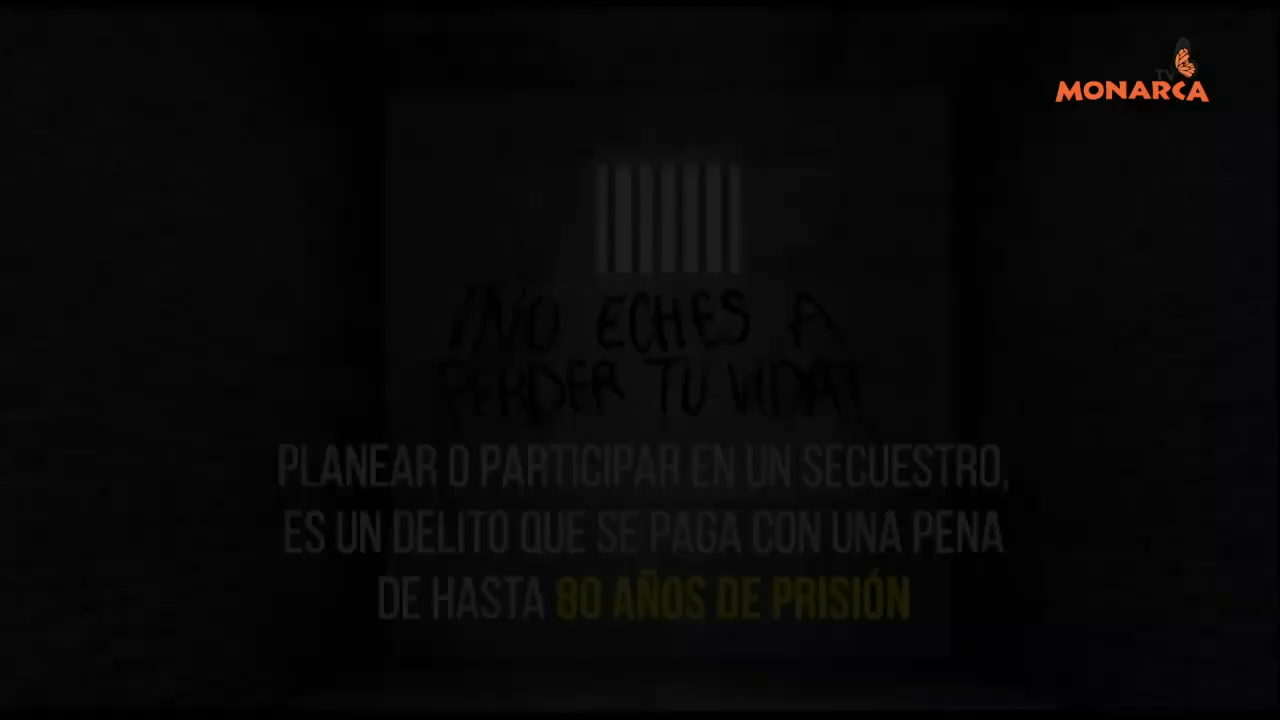 TV
MONARCA
¡NO ECHES A
PERDER TU VIDA!
PLANEAR O PARTICIPAR EN UN SECUESTRO,
ES UN DELITO QUE SE PAGA CON UNA PENA
DE HASTA 80 AÑOS DE PRISIÓN